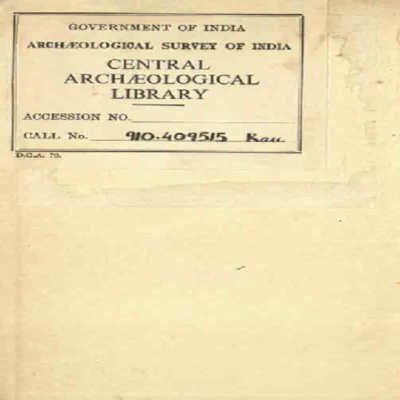 GOVERNMENT OF INDIA
ARCHÆOLOGICAL SURVEY OF INDIA
CENTRAL
ARCHÆOLOGICAL
LIBRARY
ACCESSION NO.
CALL No. 910.409515 Kau
D.G.A. 79.